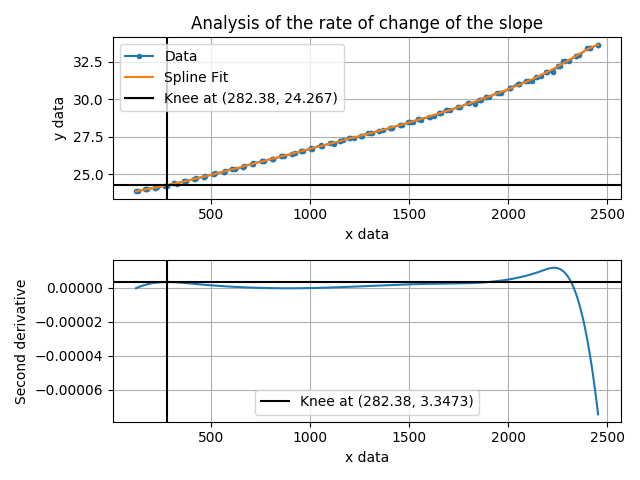 Analysis of the rate of change of the slope
Data
Spline Fit
Knee at (282.38, 24.267)
y data
32.5
30.0
27.5
25.0
500 1000 1500 2000 2500
x data
Second derivative
0.00000
−0.00002
−0.00004
−0.00006
Knee at (282.38, 3.3473)
500 1000 1500 2000 2500
x data